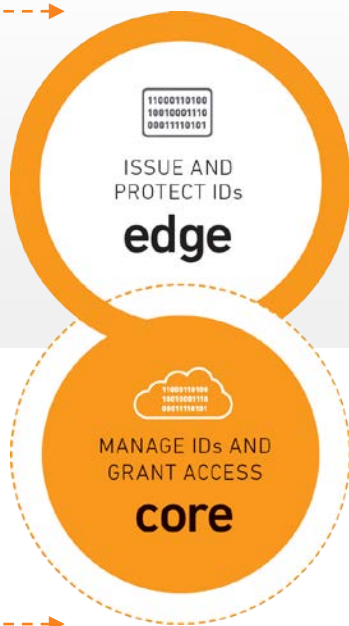 11000110100
10010001110
00011110101
ISSUE AND
PROTECT IDs
edge
11000110100
10010001110
00011110101
MANAGE IDs AND
GRANT ACCESS
core